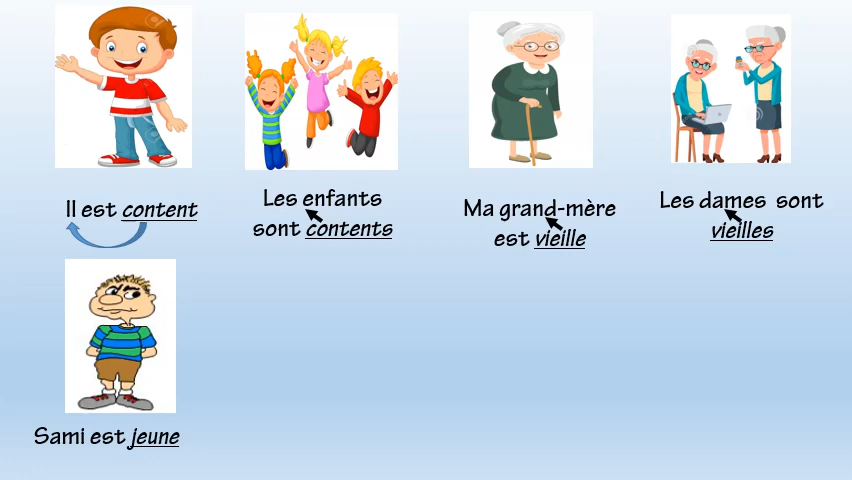 Il est content
Les enfants
sont contents
Ma grand-mère
est vieille
Les dames sont
vieilles
Sami est jeune